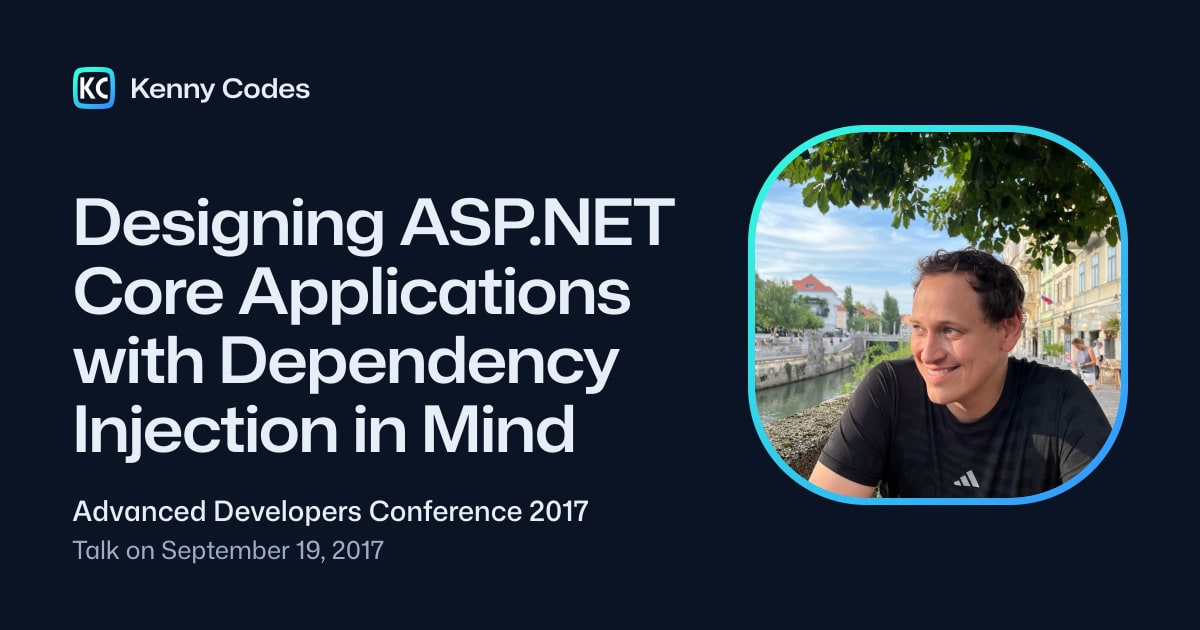 KC Kenny Codes
Designing ASP.NET
Core Applications
with Dependency
Injection in Mind
Advanced Developers Conference 2017
Talk on September 19, 2017